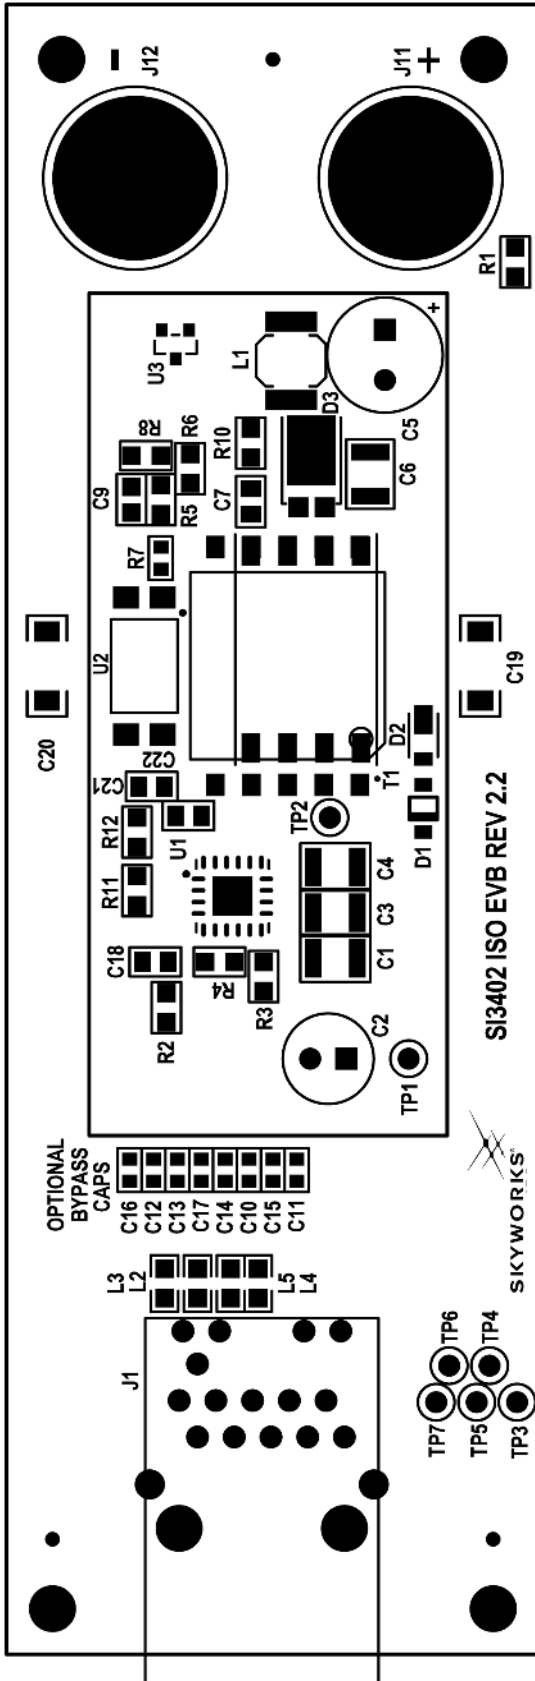 J12
-
J11
+
R1
U3
L1
+
D3
C5
R8
R6
R10
C6
C9
R5
C7
R7
U2
C20
C19
D2
C22
C21
T1
TP2
R12
U1
D1
R11
C4
C3
C1
SI3402 ISO EVB REV 2.2
C18
R4
R3
R2
C2
TP1
OPTIONAL
BYPASS
CAPS
C16
C12
C13
C17
C14
C10
C15
C11
SKYWORKS®
L3
L2
L5
L4
J1
TP6
TP4
TP7
TP5
TP3